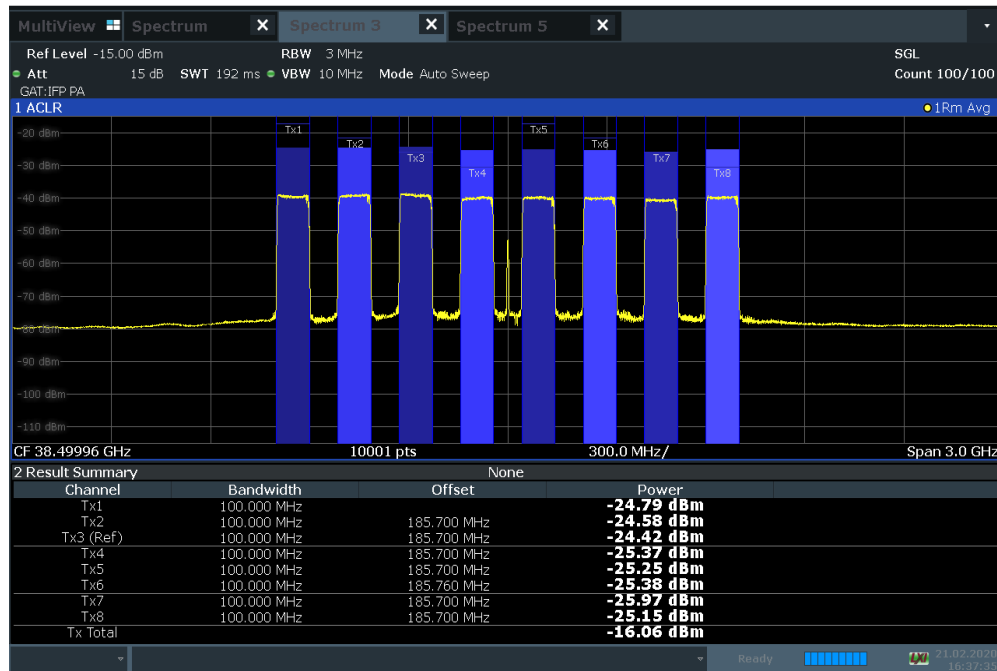 MultiView Spectrum X Spectrum 3 X Spectrum 5 X
Ref Level -15.00 dBm RBW 3 MHz SGL
Att 15 dB SWT 192 ms VBW 10 MHz Mode Auto Sweep Count 100/100
GAT:IFP PA
1 ACLR 1Rm Avg
-20 dBm
Tx1 Tx5
Tx2 Tx6
Tx3 Tx7
-30 dBm
Tx4 Tx8
-40 dBm
-50 dBm
-60 dBm
-70 dBm
-80 dBm
-90 dBm
-100 dBm
-110 dBm
CF 38.49996 GHz 10001 pts 300.0 MHz/ Span 3.0 GHz
2 Result Summary None
Channel Bandwidth Offset Power
Tx1 100.000 MHz -24.79 dBm
Tx2 100.000 MHz 185.700 MHz -24.58 dBm
Tx3 (Ref) 100.000 MHz 185.700 MHz -24.42 dBm
Tx4 100.000 MHz 185.700 MHz -25.37 dBm
Tx5 100.000 MHz 185.700 MHz -25.25 dBm
Tx6 100.000 MHz 185.760 MHz -25.38 dBm
Tx7 100.000 MHz 185.700 MHz -25.97 dBm
Tx8 100.000 MHz 185.700 MHz -25.15 dBm
Tx Total -16.06 dBm
Ready 21.02.2020
16:37:35